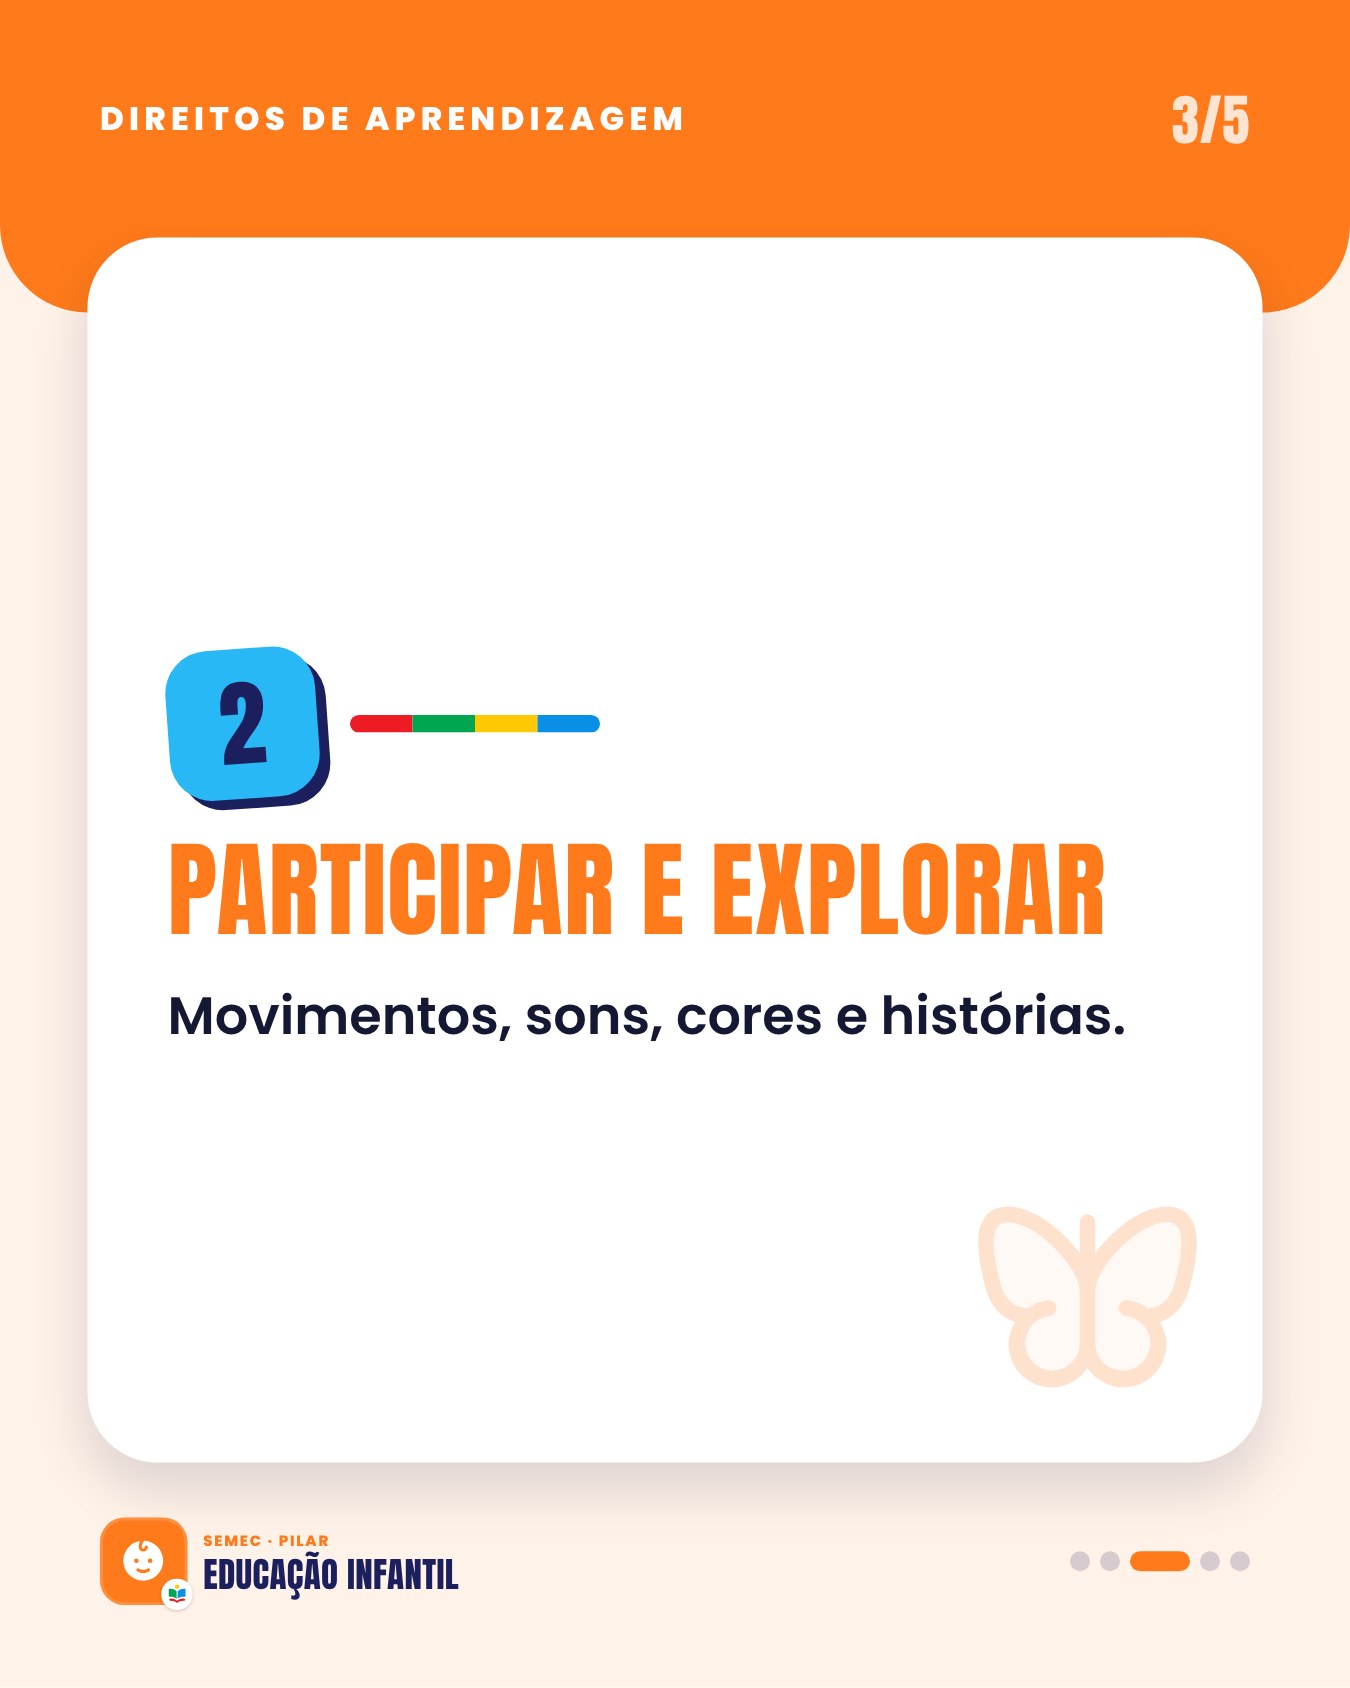 DIREITOS DE APRENDIZAGEM
3/5
2
PARTICIPAR E EXPLORAR
Movimentos, sons, cores e histórias.
SEMEC · PILAR
EDUCAÇÃO INFANTIL